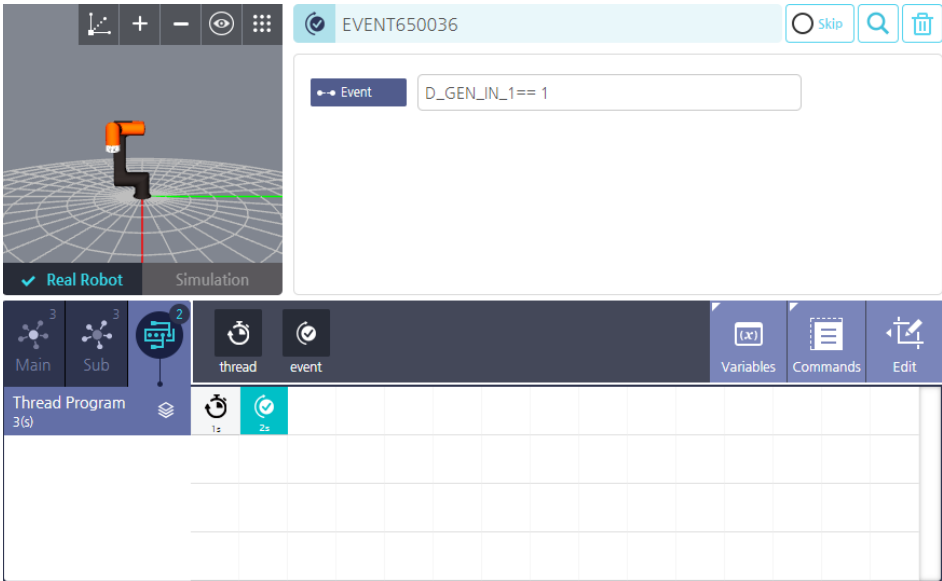 EVENT650036
Skip
Event
D_GEN_IN_1== 1
Real Robot
Simulation
3
3
2
Main
Sub
thread
event
(x)
Variables
Commands
Edit
Thread Program
3(s)
1s
2s